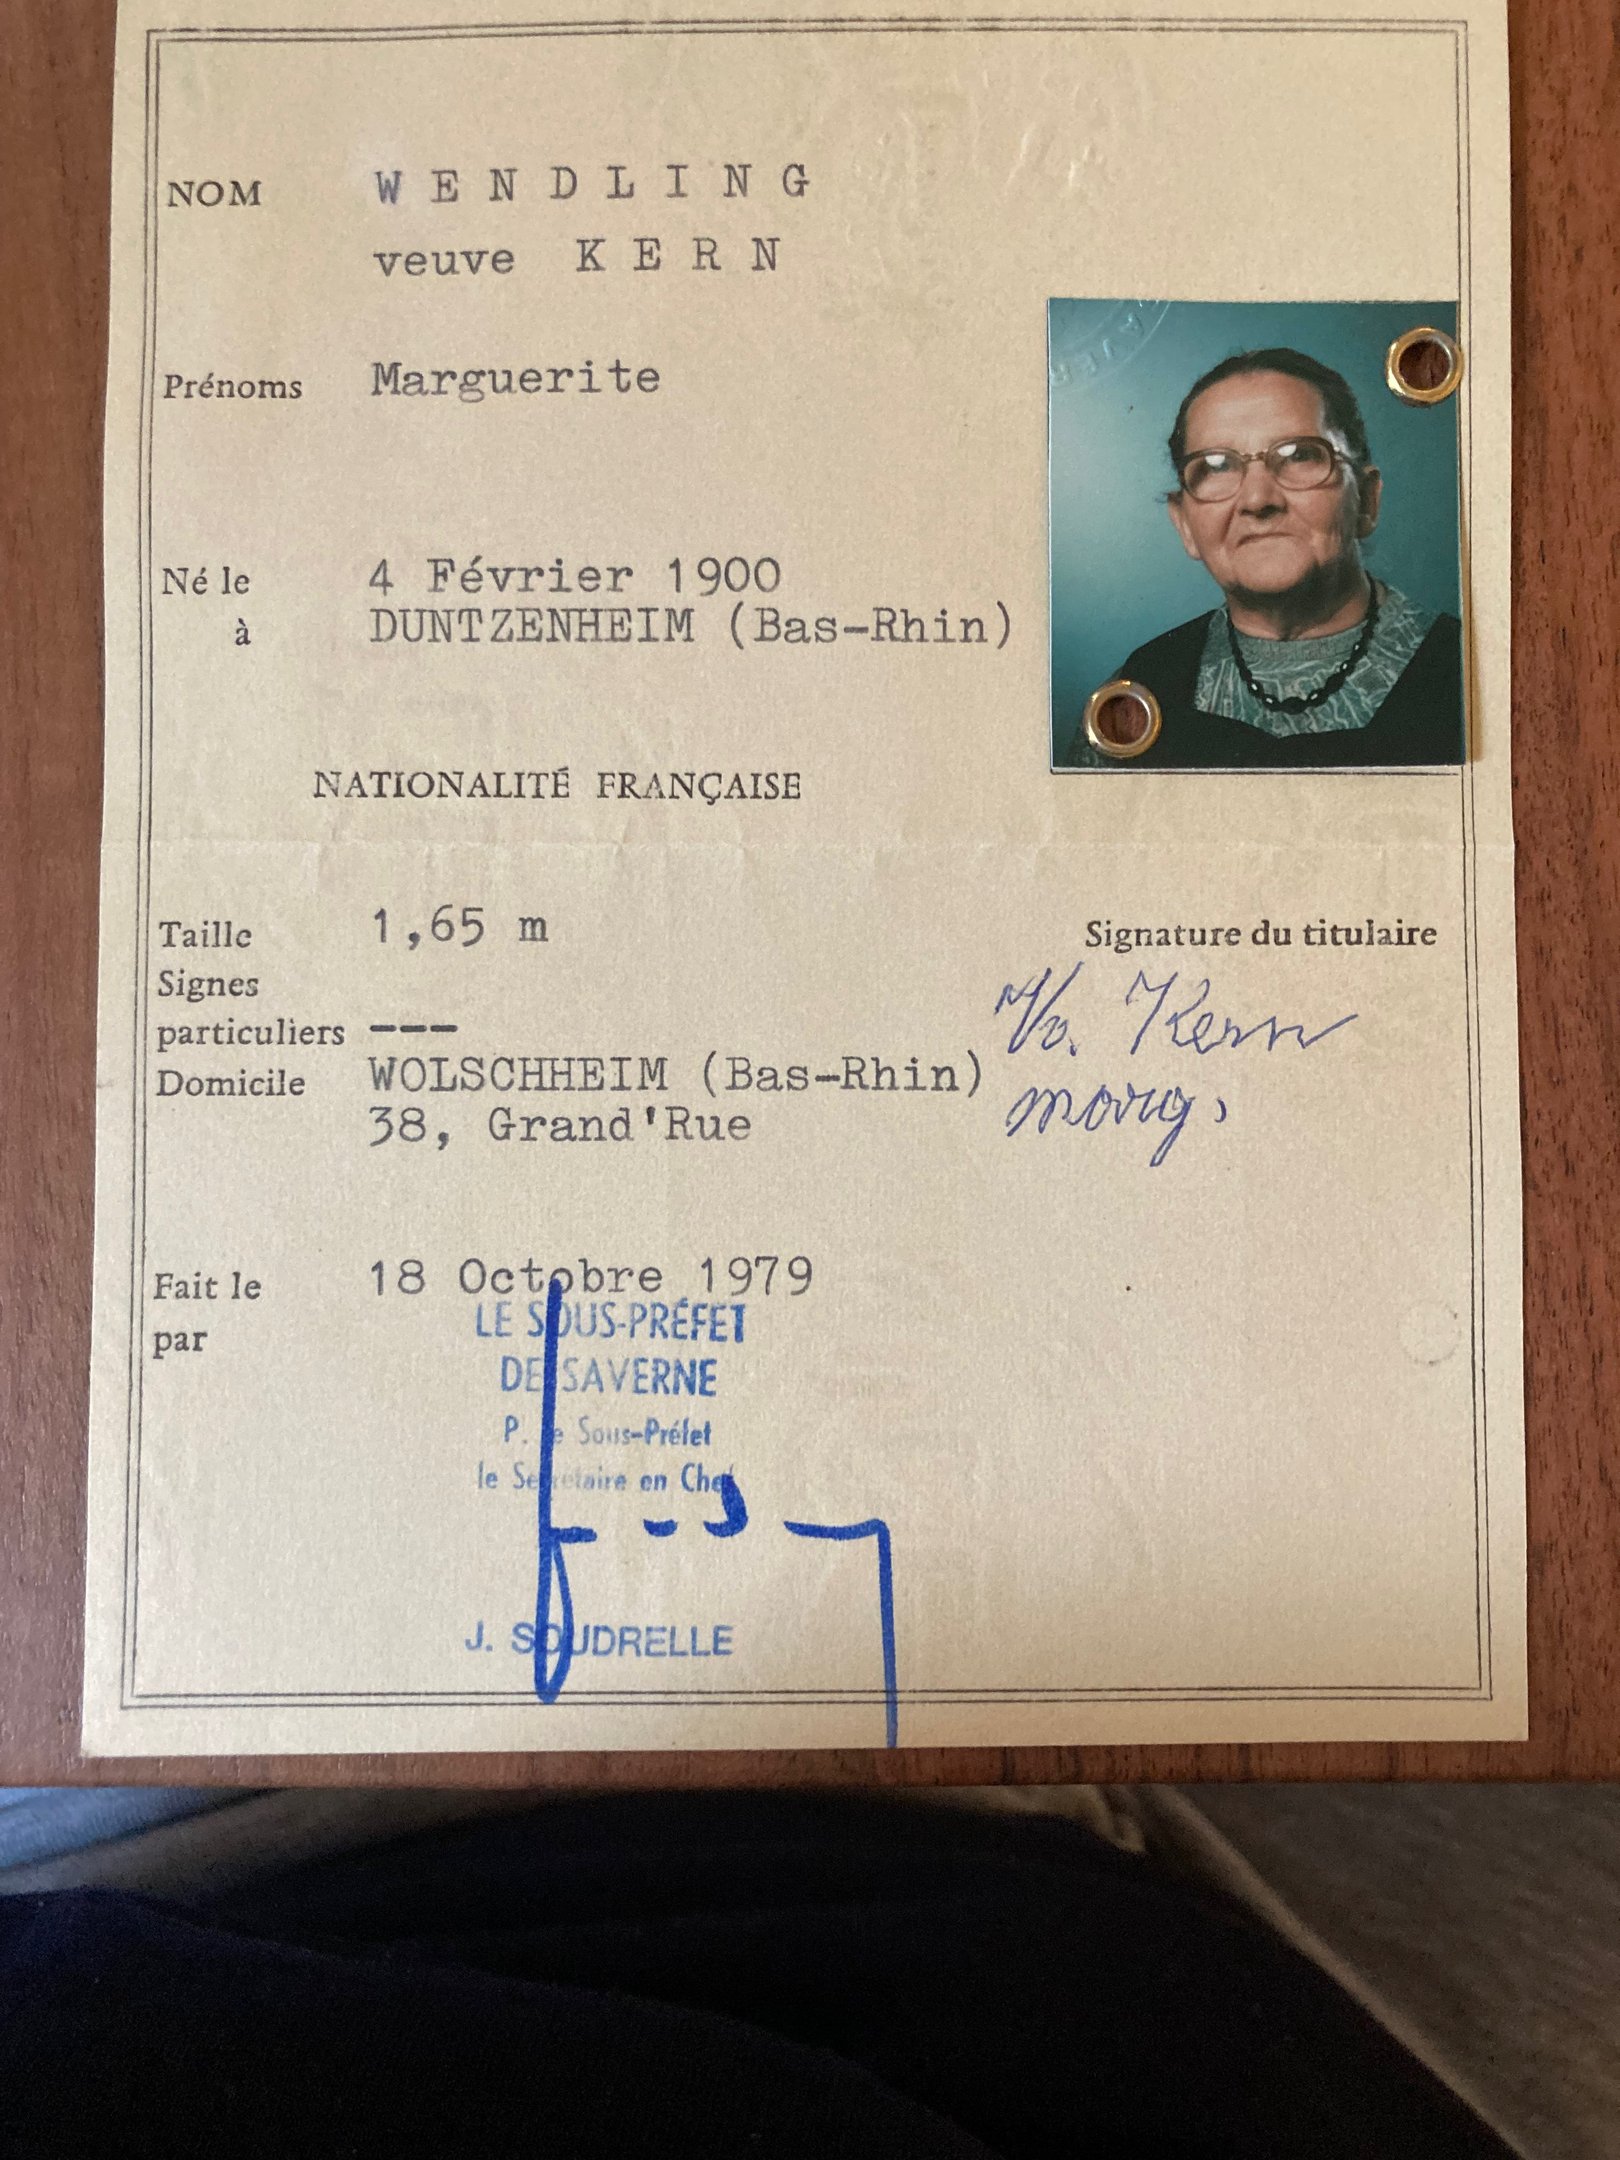 NOM WENDLING
veuve KERN
Prénoms Marguerite
Né le 4 Février 1900
à DUNTZENHEIM (Bas-Rhin)
NATIONALITÉ FRANÇAISE
Taille 1,65 m
Signature du titulaire
Signes
particuliers ---
Domicile WOLSCHHEIM (Bas-Rhin)
38, Grand'Rue
Kern
marg.
Fait le 18 Octobre 1979
par
LE SOUS-PRÉFET
DE SAVERNE
P. le Sous-Préfet
le Secrétaire en Chef
J. SOUDRELLE